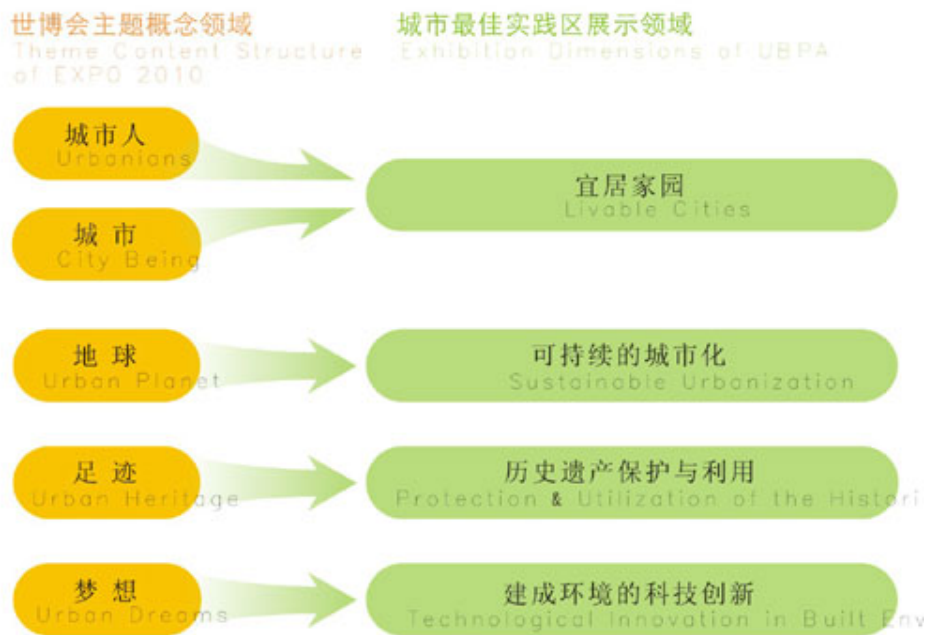 世博会主题概念领域
Theme Content Structure
of EXPO 2010
城市最佳实践区展示领域
Exhibition Dimensions of UBPA
城市人
Urbanians
城市
City Being
宜居家园
Livable Cities
地球
Urban Planet
可持续的城市化
Sustainable Urbanization
足迹
Urban Heritage
历史遗产保护与利用
Protection & Utilization of the Histori
梦想
Urban Dreams
建成环境的科技创新
Technological Innovation in Built Env